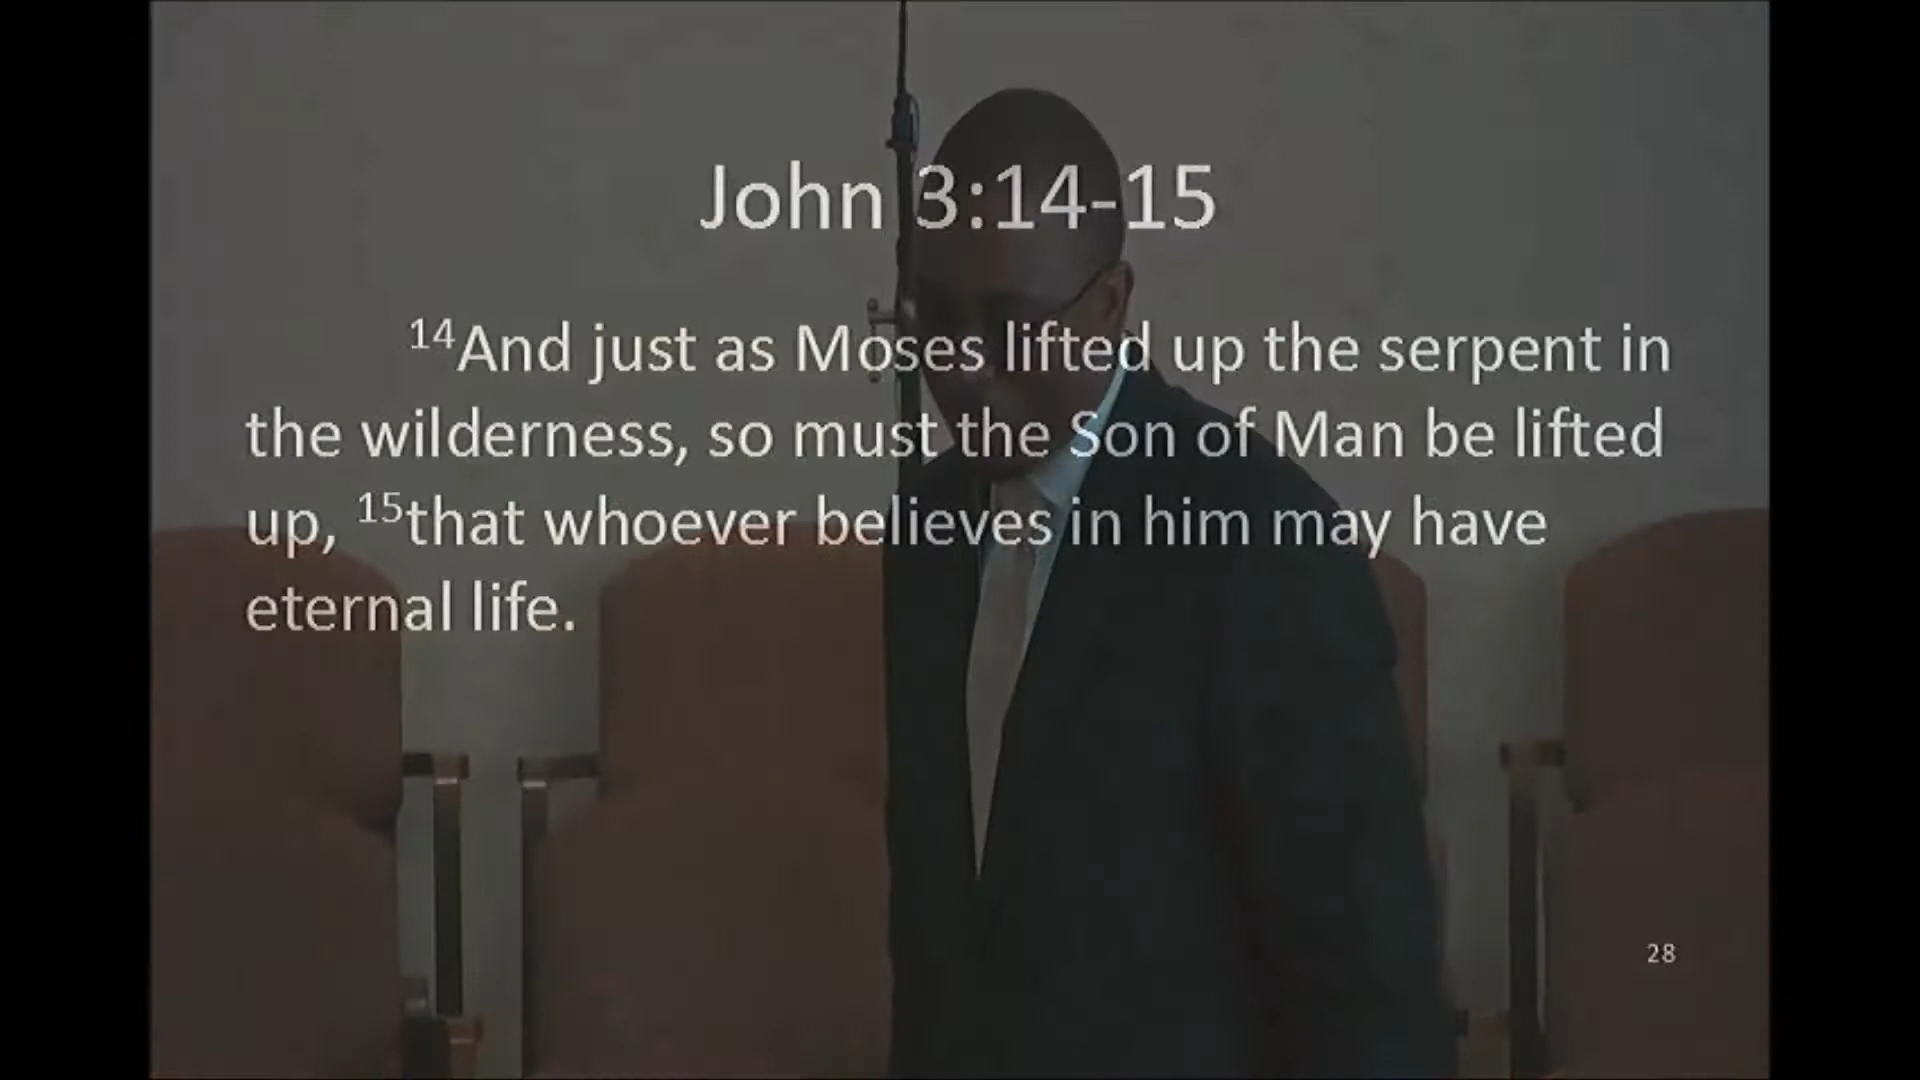 John 3:14-15
¹⁴And just as Moses lifted up the serpent in
the wilderness, so must the Son of Man be lifted
up, ¹⁵that whoever believes in him may have
eternal life.
28